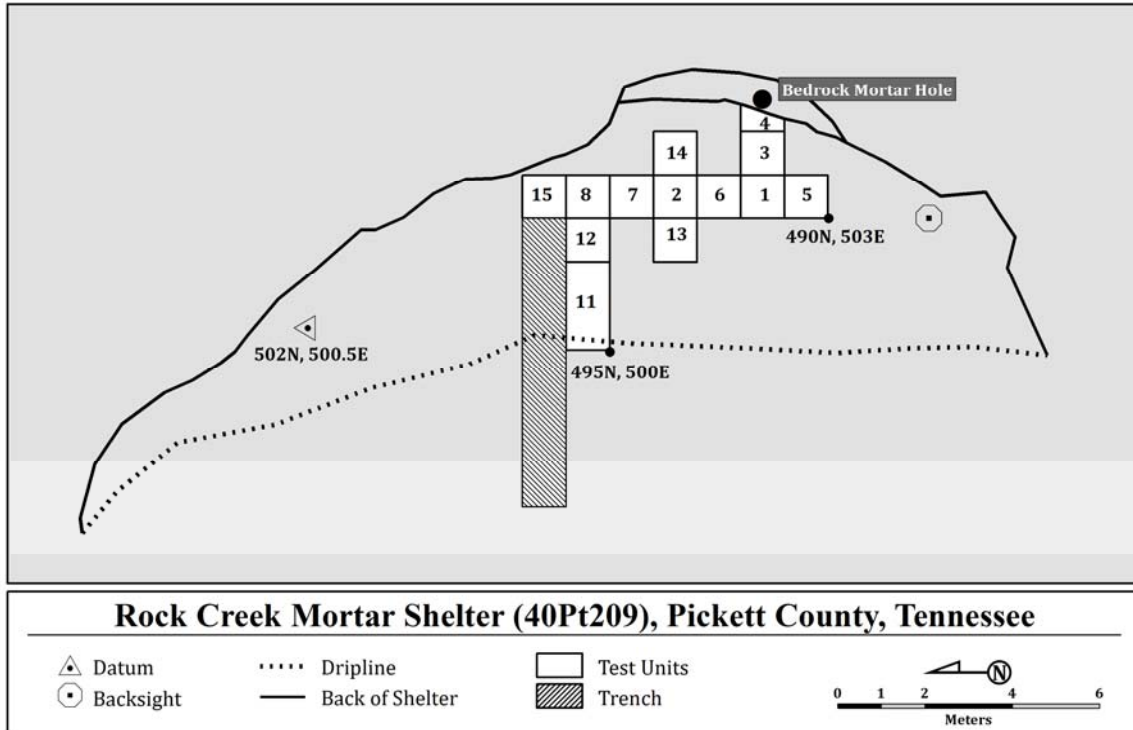 Bedrock Mortar Hole
4
14 3
15 8 7 2 6 1 5
490N, 503E
12 13
11
502N, 500.5E
495N, 500E
Rock Creek Mortar Shelter (40Pt209), Pickett County, Tennessee
Datum Dripline Test Units
Backsight Back of Shelter Trench
N
0 1 2 4 6
Meters